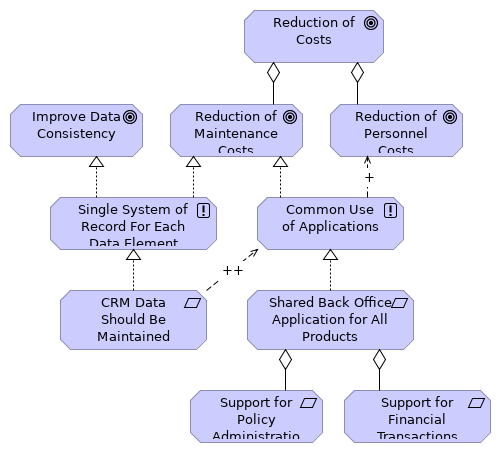 Reduction of
Costs
Improve Data
Consistency
Reduction of
Maintenance
Costs
Reduction of
Personnel
Costs
+
Single System of
Record For Each
Data Element
Common Use
of Applications
++
CRM Data
Should Be
Maintained
Shared Back Office
Application for All
Products
Support for
Policy
Administratio
Support for
Financial
Transactions